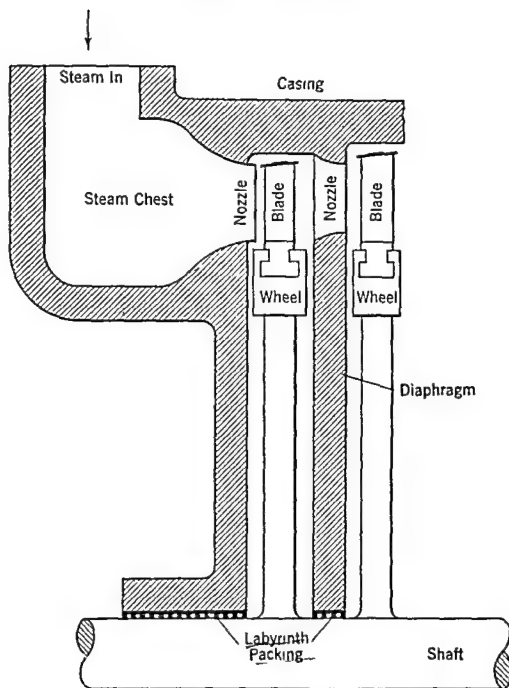 Steam In
Casing
Steam Chest
Nozzle
Blade
Nozzle
Blade
Wheel
Wheel
Diaphragm
Labyrinth
Packing
Shaft